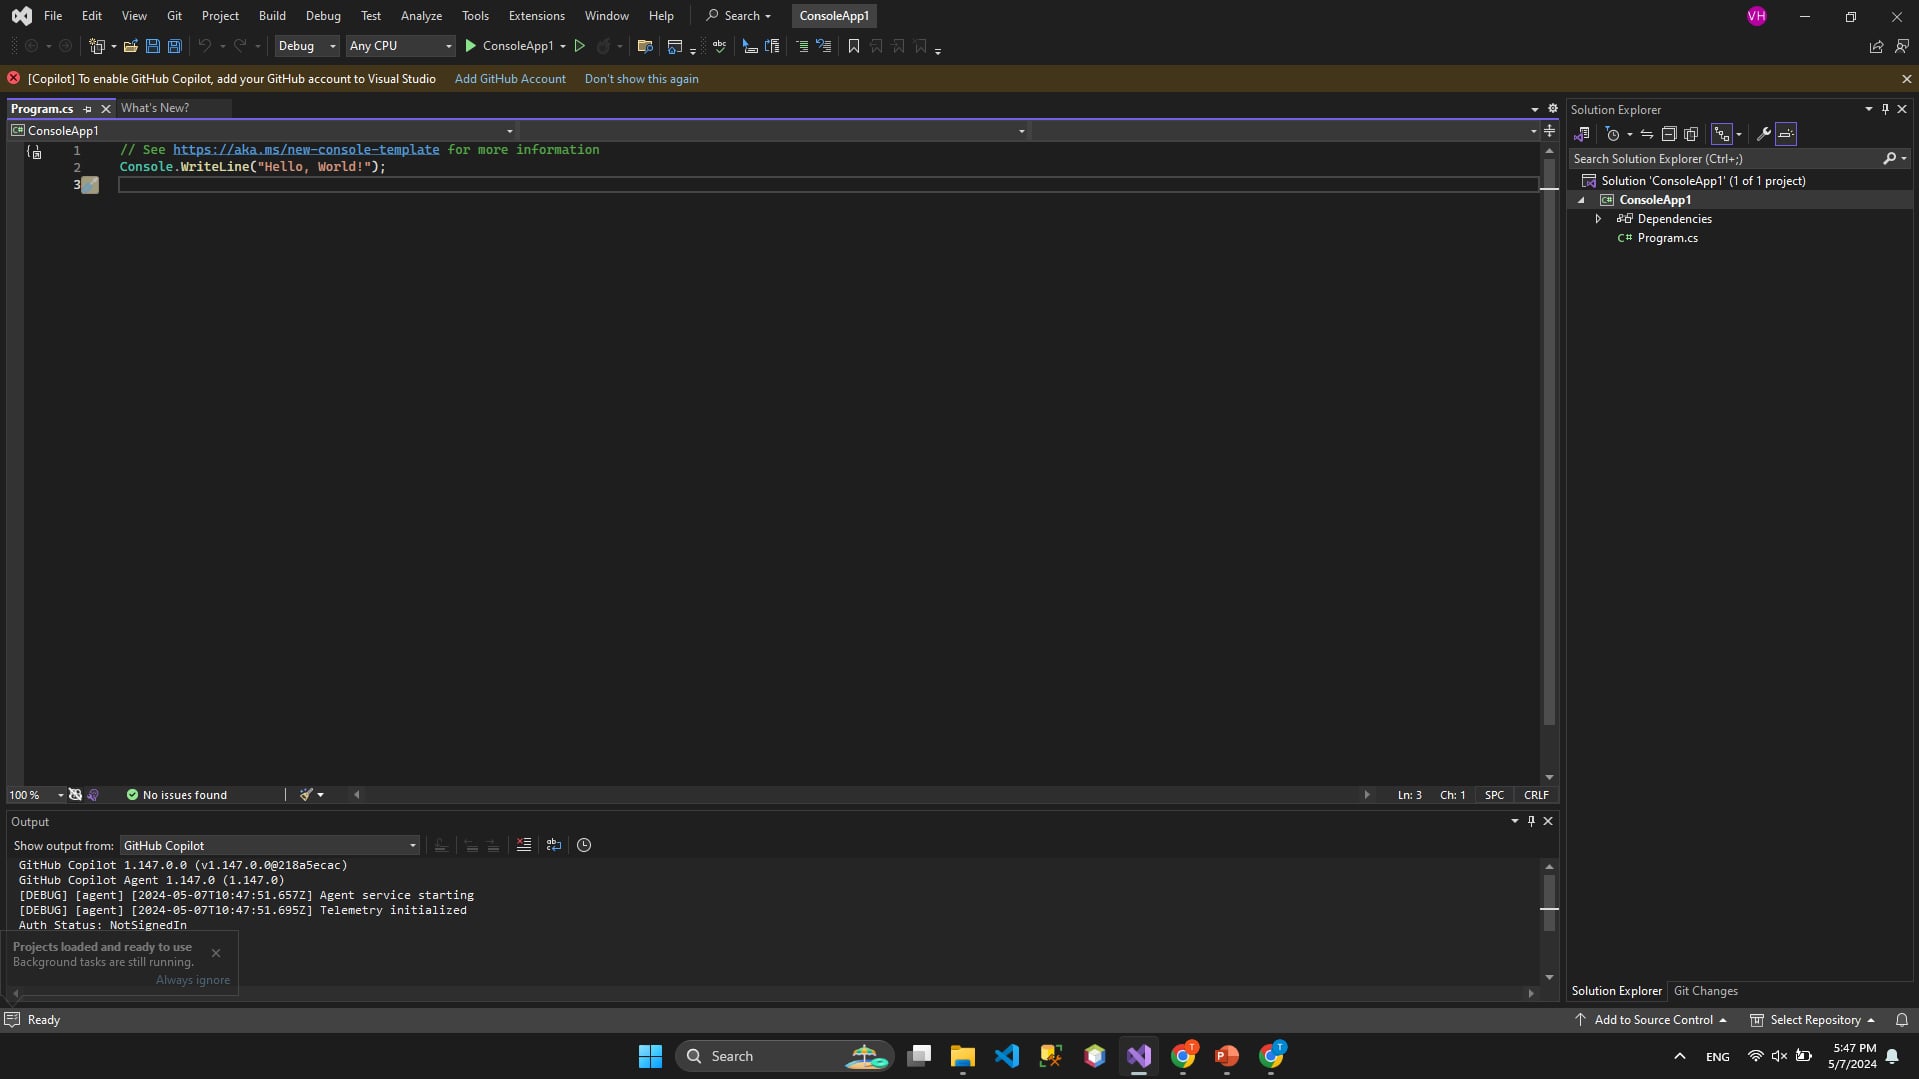 File Edit View Git Project Build Debug Test Analyze Tools Extensions Window Help Search ConsoleApp1 VH
Debug Any CPU ConsoleApp1
[Copilot] To enable GitHub Copilot, add your GitHub account to Visual Studio Add GitHub Account Don't show this again
Program.cs What's New?
C# ConsoleApp1
1 // See https://aka.ms/new-console-template for more information
2 Console.WriteLine("Hello, World!");
3
100 % No issues found Ln: 3 Ch: 1 SPC CRLF
Output
Show output from: GitHub Copilot
GitHub Copilot 1.147.0.0 (v1.147.0.0@218a5ecac)
GitHub Copilot Agent 1.147.0 (1.147.0)
[DEBUG] [agent] [2024-05-07T10:47:51.657Z] Agent service starting
[DEBUG] [agent] [2024-05-07T10:47:51.695Z] Telemetry initialized
Auth Status: NotSignedIn
Projects loaded and ready to use
Background tasks are still running.
Always ignore
Solution Explorer
Search Solution Explorer (Ctrl+;)
Solution 'ConsoleApp1' (1 of 1 project)
C# ConsoleApp1
Dependencies
C# Program.cs
Solution Explorer Git Changes
Ready Add to Source Control Select Repository
Search ENG 5:47 PM
5/7/2024